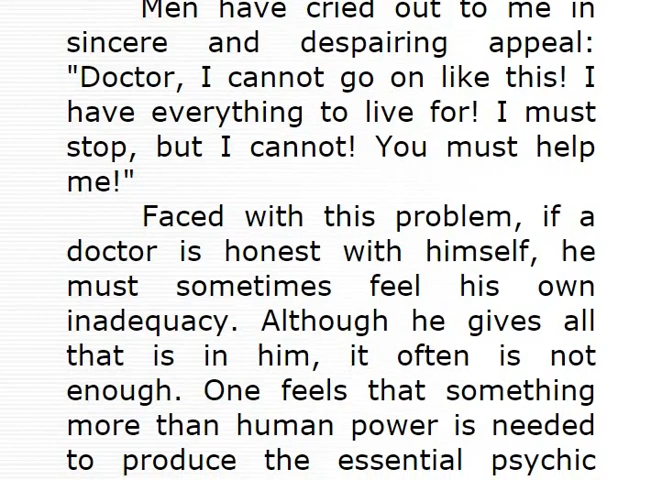 Men have cried out to me in
sincere and despairing appeal:
"Doctor, I cannot go on like this! I
have everything to live for! I must
stop, but I cannot! You must help
me!"
Faced with this problem, if a
doctor is honest with himself, he
must sometimes feel his own
inadequacy. Although he gives all
that is in him, it often is not
enough. One feels that something
more than human power is needed
to produce the essential psychic